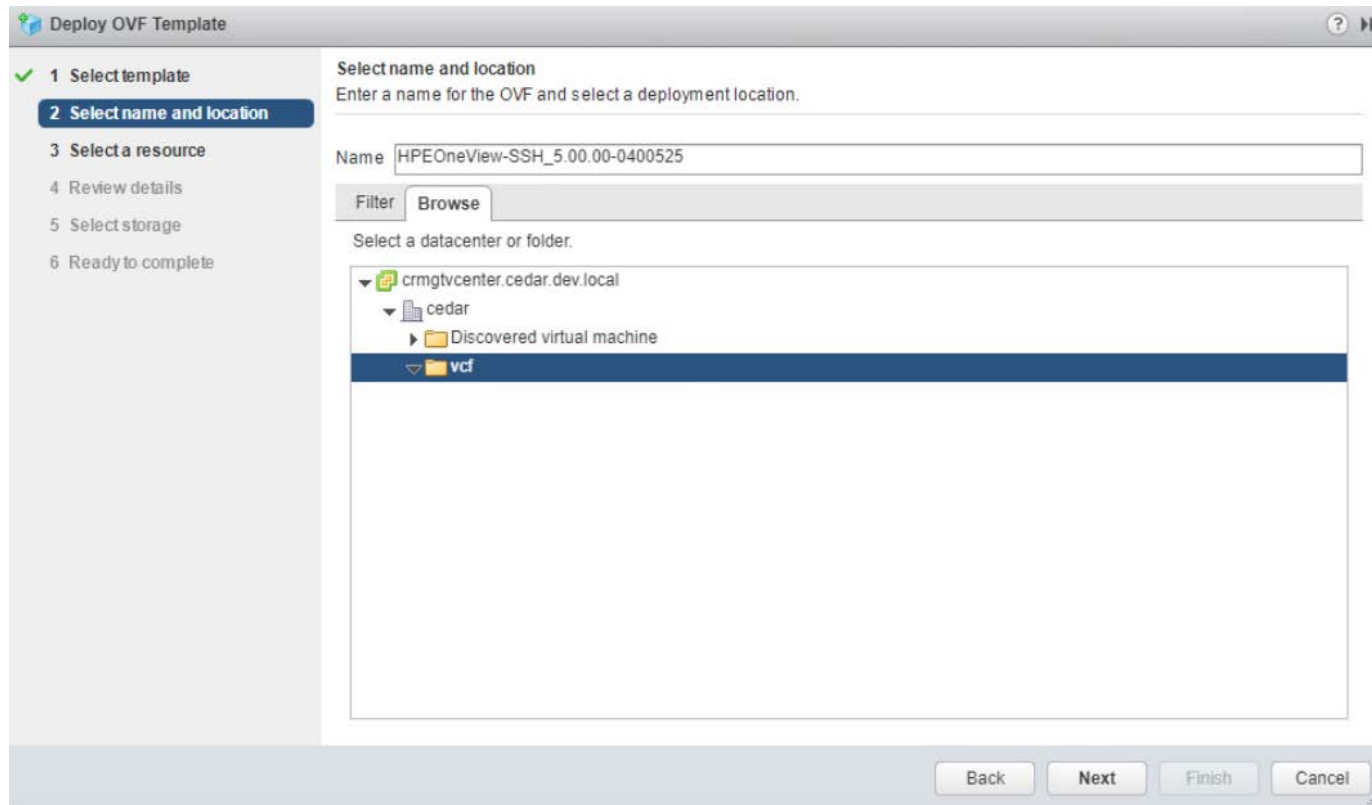 Deploy OVF Template
1 Select template
2 Select name and location
3 Select a resource
4 Review details
5 Select storage
6 Ready to complete
Select name and location
Enter a name for the OVF and select a deployment location.
Name HPEOneView-SSH_5.00.00-0400525
Filter Browse
Select a datacenter or folder.
crmgtvcenter.cedar.dev.local
cedar
Discovered virtual machine
vcf
Back Next Finish Cancel